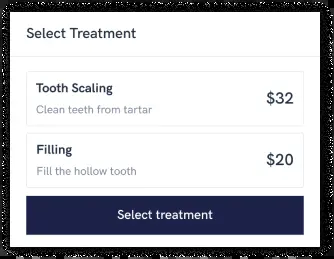 Select Treatment
Tooth Scaling
$32
Clean teeth from tartar
Filling
$20
Fill the hollow tooth
Select treatment